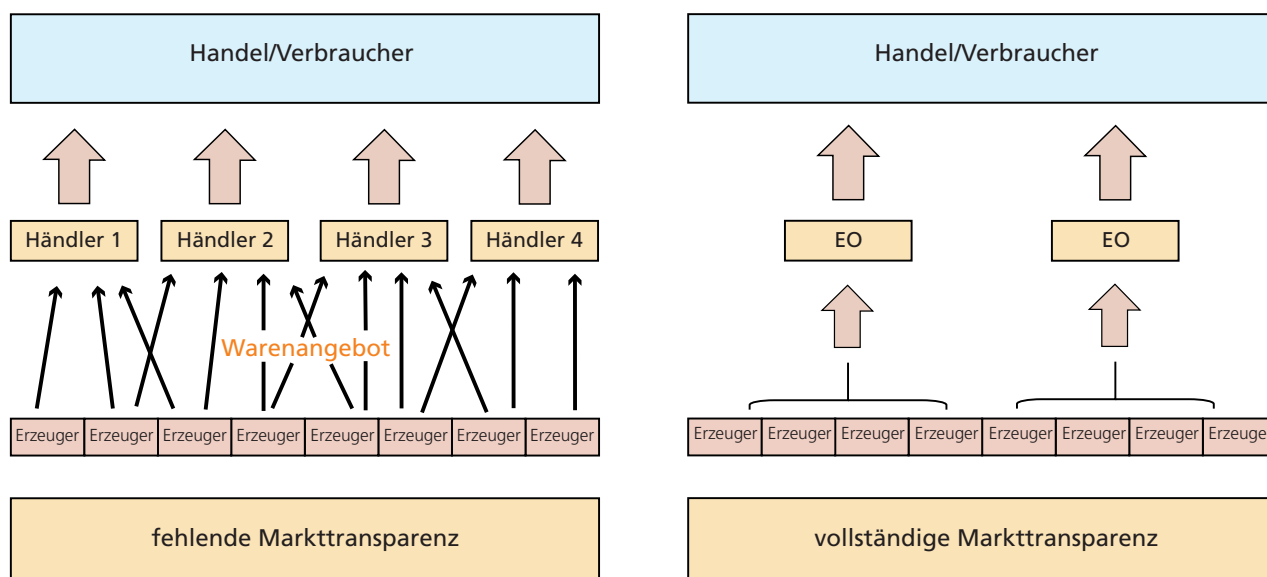 Handel/Verbraucher
Händler 1
Händler 2
Händler 3
Händler 4
Warenangebot
Erzeuger
Erzeuger
Erzeuger
Erzeuger
Erzeuger
Erzeuger
Erzeuger
Erzeuger
fehlende Markttransparenz
Handel/Verbraucher
EO
EO
Erzeuger
Erzeuger
Erzeuger
Erzeuger
Erzeuger
Erzeuger
Erzeuger
Erzeuger
vollständige Markttransparenz